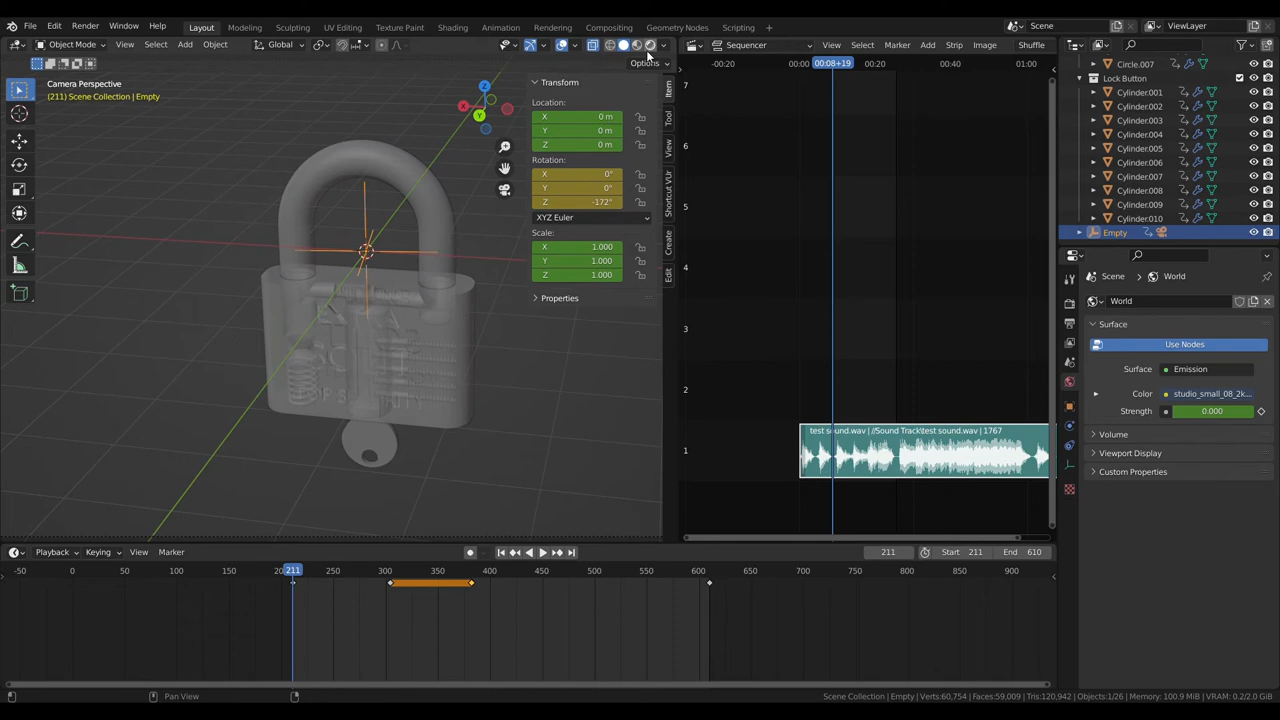 File Edit Render Window Help Layout Modeling Sculpting UV Editing Texture Paint Shading Animation Rendering Compositing Geometry Nodes Scripting + Scene ViewLayer
Object Mode View Select Add Object Global Sequencer View Select Marker Add Strip Image Shuffle
Options -00:20 00:00 00:08+19 00:20 00:40 01:00 Circle.007
Camera Perspective
(211) Scene Collection | Empty
Transform
Location:
X 0 m
Y 0 m
Z 0 m
Rotation:
X 0°
Y 0°
Z -172°
XYZ Euler
Scale:
X 1.000
Y 1.000
Z 1.000
Properties
Item
Tool
View
Shortcut VUr
Create
Edit
X
Y
Z
7
6
5
4
3
2
1
test sound.wav | //Sound Track\test sound.wav | 1767
Lock Button
Cylinder.001
Cylinder.002
Cylinder.003
Cylinder.004
Cylinder.005
Cylinder.006
Cylinder.007
Cylinder.008
Cylinder.009
Cylinder.010
Empty
Scene World
World
Surface
Use Nodes
Surface Emission
Color studio_small_08_2k...
Strength 0.000
Volume
Viewport Display
Custom Properties
Playback Keying View Marker 211 Start 211 End 610
-50 0 50 100 150 211 250 300 350 400 450 500 550 600 650 700 750 800 850 900
Pan View Scene Collection | Empty | Verts:60,754 | Faces:59,009 | Tris:120,942 | Objects:1/26 | Memory: 100.9 MiB | VRAM: 0.2/2.0 GiB